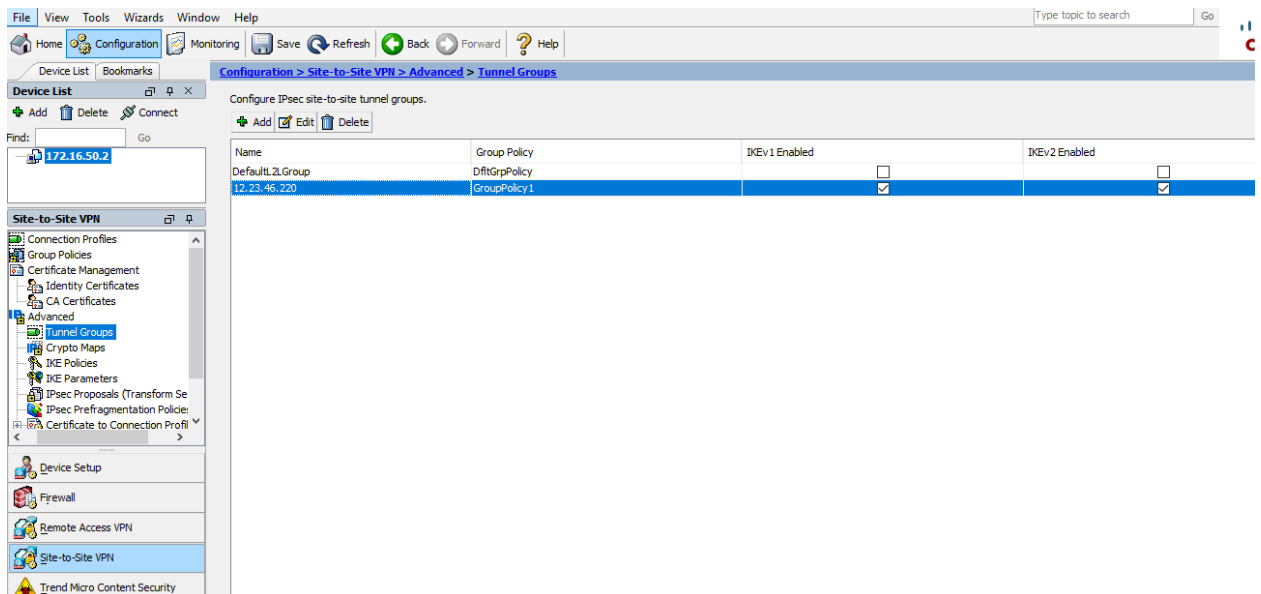 File View Tools Wizards Window Help Type topic to search Go
Home Configuration Monitoring Save Refresh Back Forward Help
Device List Bookmarks
Device List
Add Delete Connect
Find: Go
172.16.50.2
Site-to-Site VPN
Connection Profiles
Group Policies
Certificate Management
Identity Certificates
CA Certificates
Advanced
Tunnel Groups
Crypto Maps
IKE Policies
IKE Parameters
IPsec Proposals (Transform Se
IPsec Prefragmentation Policie
Certificate to Connection Profil
Device Setup
Firewall
Remote Access VPN
Site-to-Site VPN
Trend Micro Content Security
Configuration > Site-to-Site VPN > Advanced > Tunnel Groups
Configure IPsec site-to-site tunnel groups.
Add Edit Delete
Name Group Policy IKEv1 Enabled IKEv2 Enabled
DefaultL2LGroup DfltGrpPolicy
12.23.46.220 GroupPolicy1